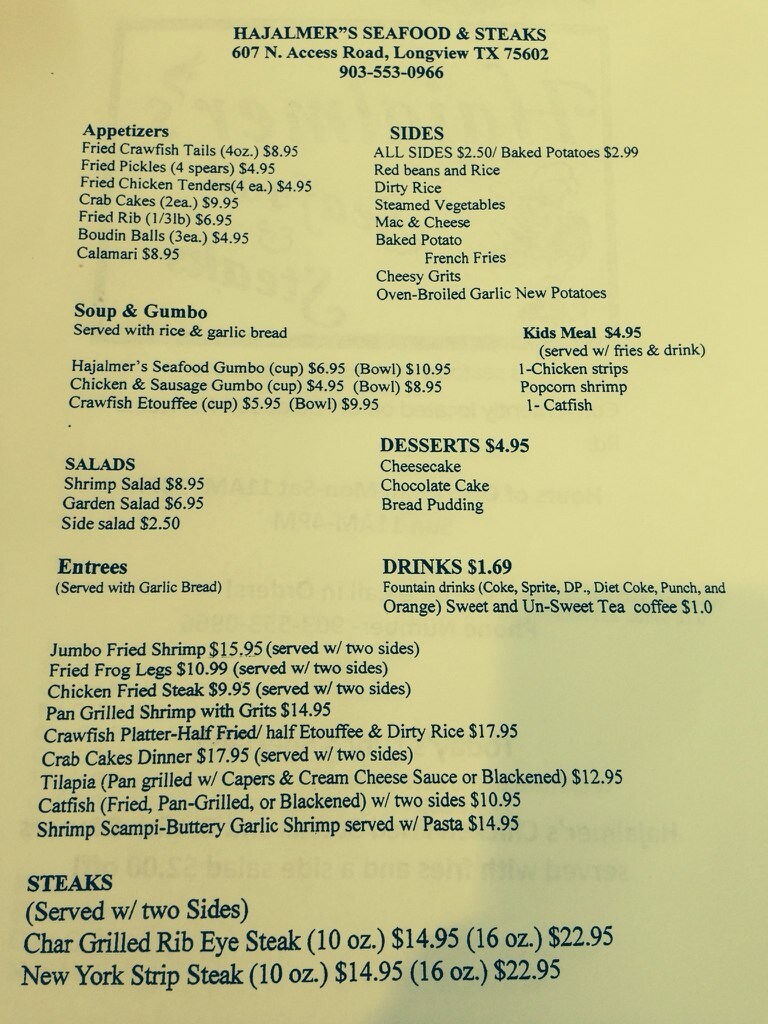 HAJALMER"S SEAFOOD & STEAKS
607 N. Access Road, Longview TX 75602
903-553-0966
Appetizers
Fried Crawfish Tails (4oz.) $8.95
Fried Pickles (4 spears) $4.95
Fried Chicken Tenders(4 ea.) $4.95
Crab Cakes (2ea.) $9.95
Fried Rib (1/3lb) $6.95
Boudin Balls (3ea.) $4.95
Calamari $8.95
SIDES
ALL SIDES $2.50/ Baked Potatoes $2.99
Red beans and Rice
Dirty Rice
Steamed Vegetables
Mac & Cheese
Baked Potato
French Fries
Cheesy Grits
Oven-Broiled Garlic New Potatoes
Soup & Gumbo
Served with rice & garlic bread
Hajalmer's Seafood Gumbo (cup) $6.95 (Bowl) $10.95
Chicken & Sausage Gumbo (cup) $4.95 (Bowl) $8.95
Crawfish Etouffee (cup) $5.95 (Bowl) $9.95
Kids Meal $4.95
(served w/ fries & drink)
1-Chicken strips
Popcorn shrimp
1- Catfish
SALADS
Shrimp Salad $8.95
Garden Salad $6.95
Side salad $2.50
DESSERTS $4.95
Cheesecake
Chocolate Cake
Bread Pudding
Entrees
(Served with Garlic Bread)
DRINKS $1.69
Fountain drinks (Coke, Sprite, DP., Diet Coke, Punch, and
Orange) Sweet and Un-Sweet Tea coffee $1.0
Jumbo Fried Shrimp $15.95 (served w/ two sides)
Fried Frog Legs $10.99 (served w/ two sides)
Chicken Fried Steak $9.95 (served w/ two sides)
Pan Grilled Shrimp with Grits $14.95
Crawfish Platter-Half Fried/ half Etouffee & Dirty Rice $17.95
Crab Cakes Dinner $17.95 (served w/ two sides)
Tilapia (Pan grilled w/ Capers & Cream Cheese Sauce or Blackened) $12.95
Catfish (Fried, Pan-Grilled, or Blackened) w/ two sides $10.95
Shrimp Scampi-Buttery Garlic Shrimp served w/ Pasta $14.95
STEAKS
(Served w/ two Sides)
Char Grilled Rib Eye Steak (10 oz.) $14.95 (16 oz.) $22.95
New York Strip Steak (10 oz.) $14.95 (16 oz.) $22.95